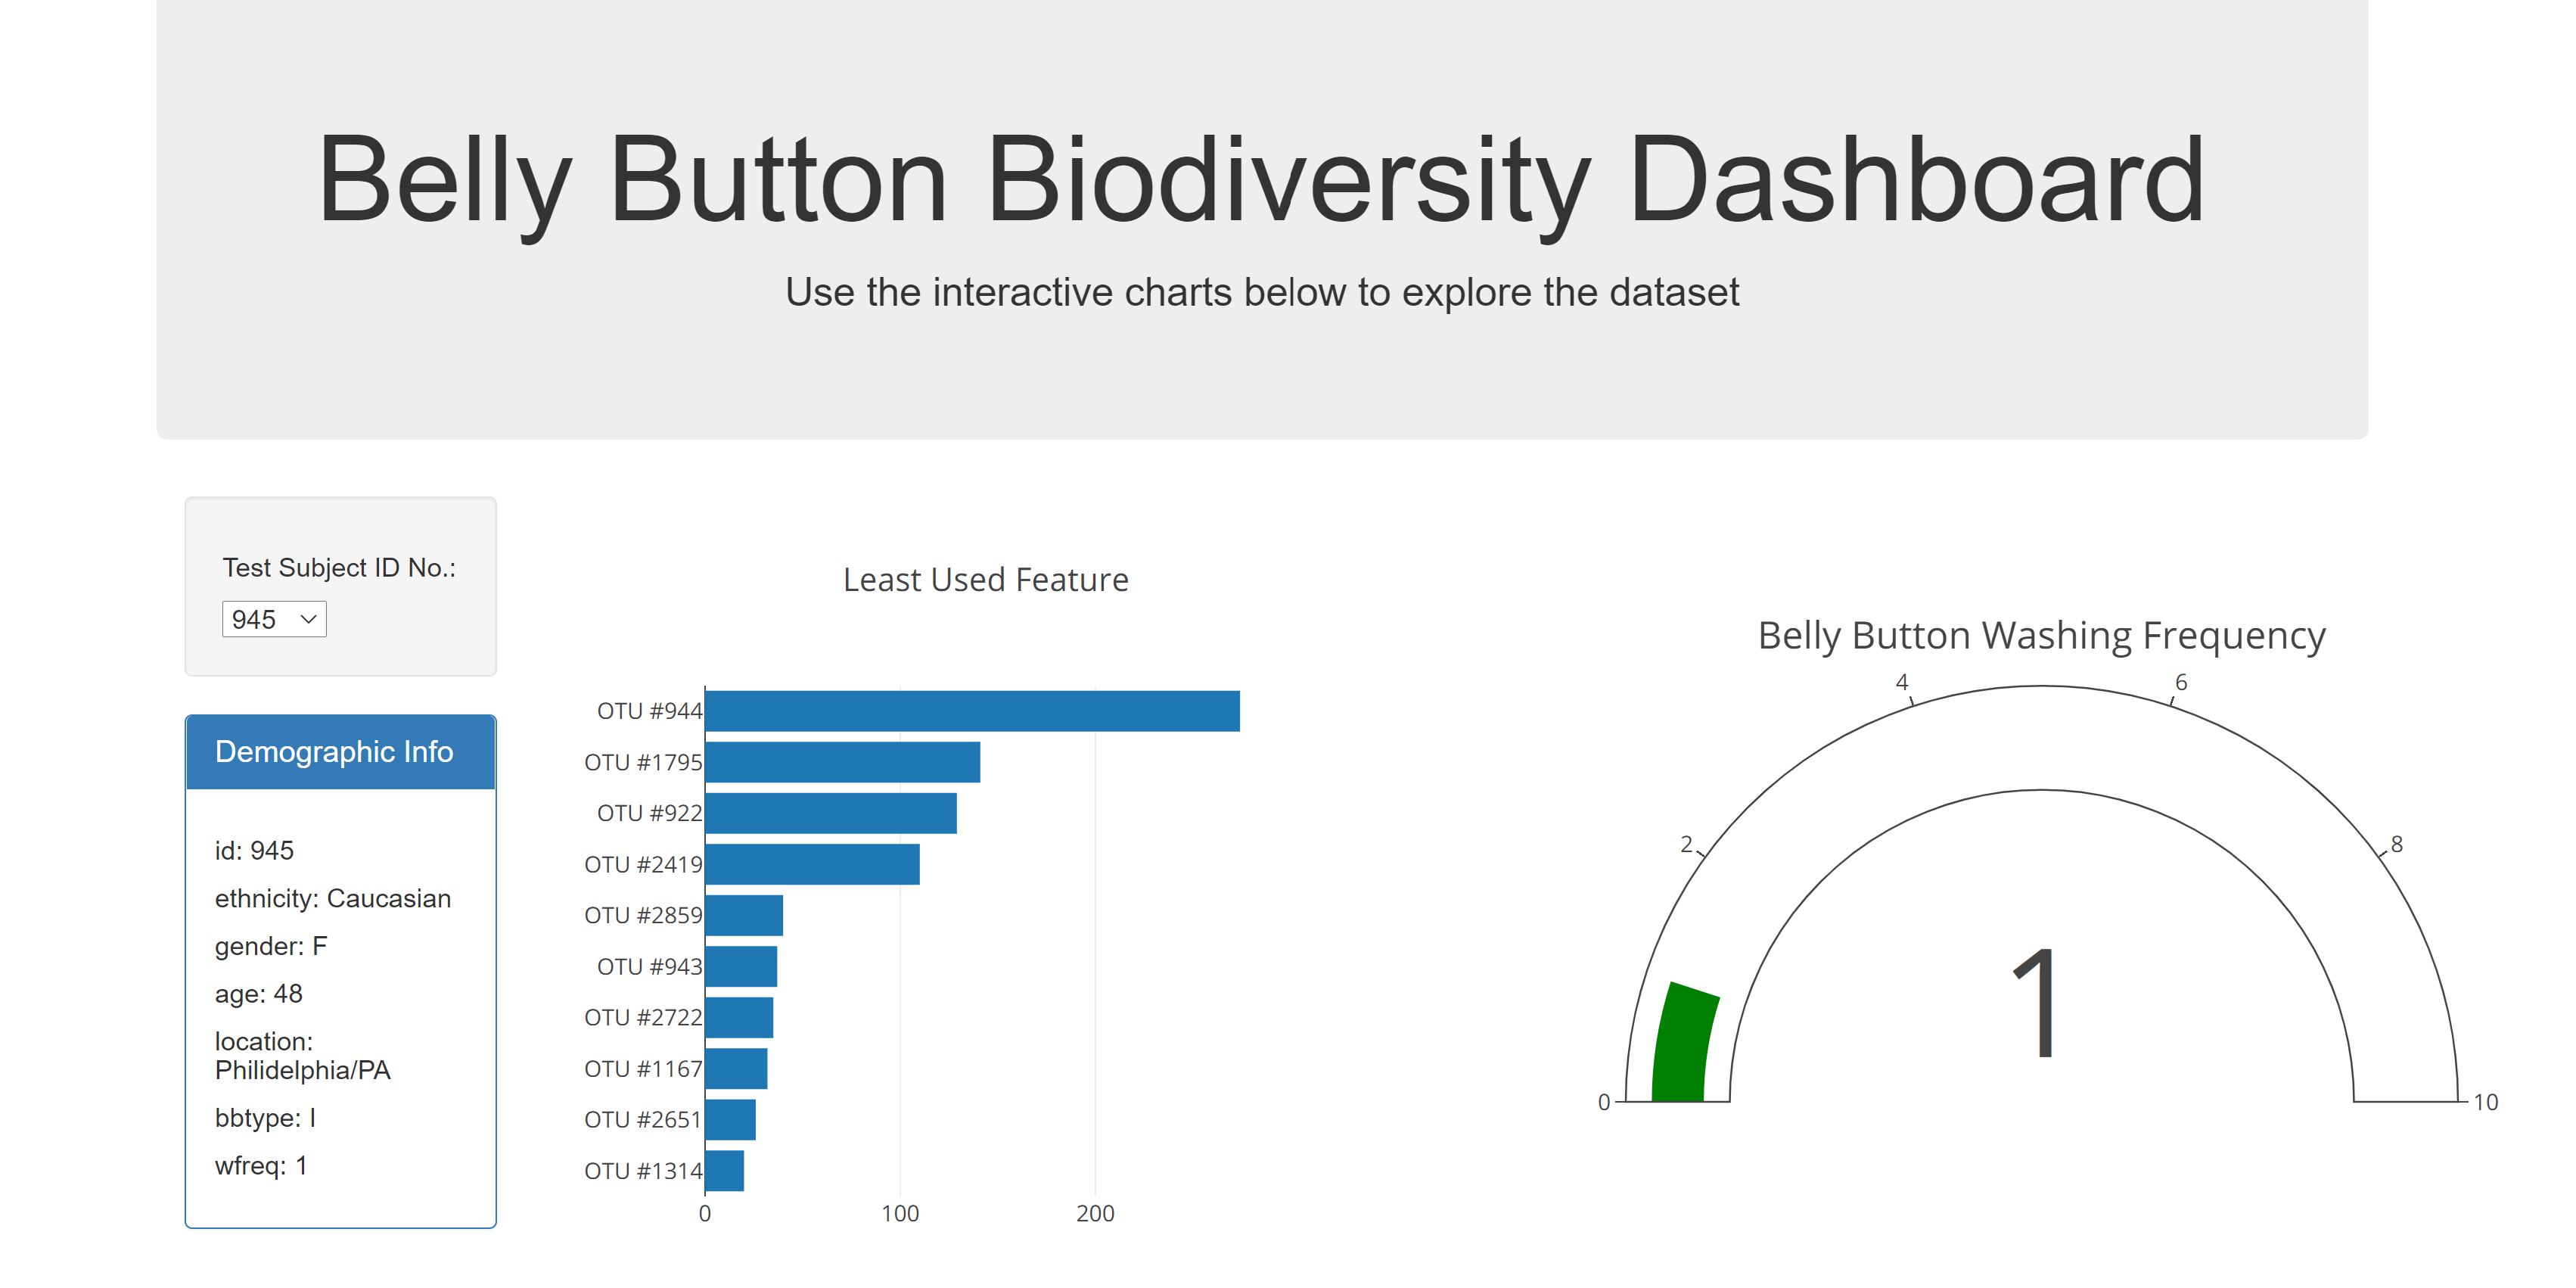 Belly Button Biodiversity Dashboard
Use the interactive charts below to explore the dataset
Test Subject ID No.:
945
Demographic Info
id: 945
ethnicity: Caucasian
gender: F
age: 48
location:
Philidelphia/PA
bbtype: I
wfreq: 1
Least Used Feature
OTU #944
OTU #1795
OTU #922
OTU #2419
OTU #2859
OTU #943
OTU #2722
OTU #1167
OTU #2651
OTU #1314
0 100 200
Belly Button Washing Frequency
0
2
4
6
8
10
1